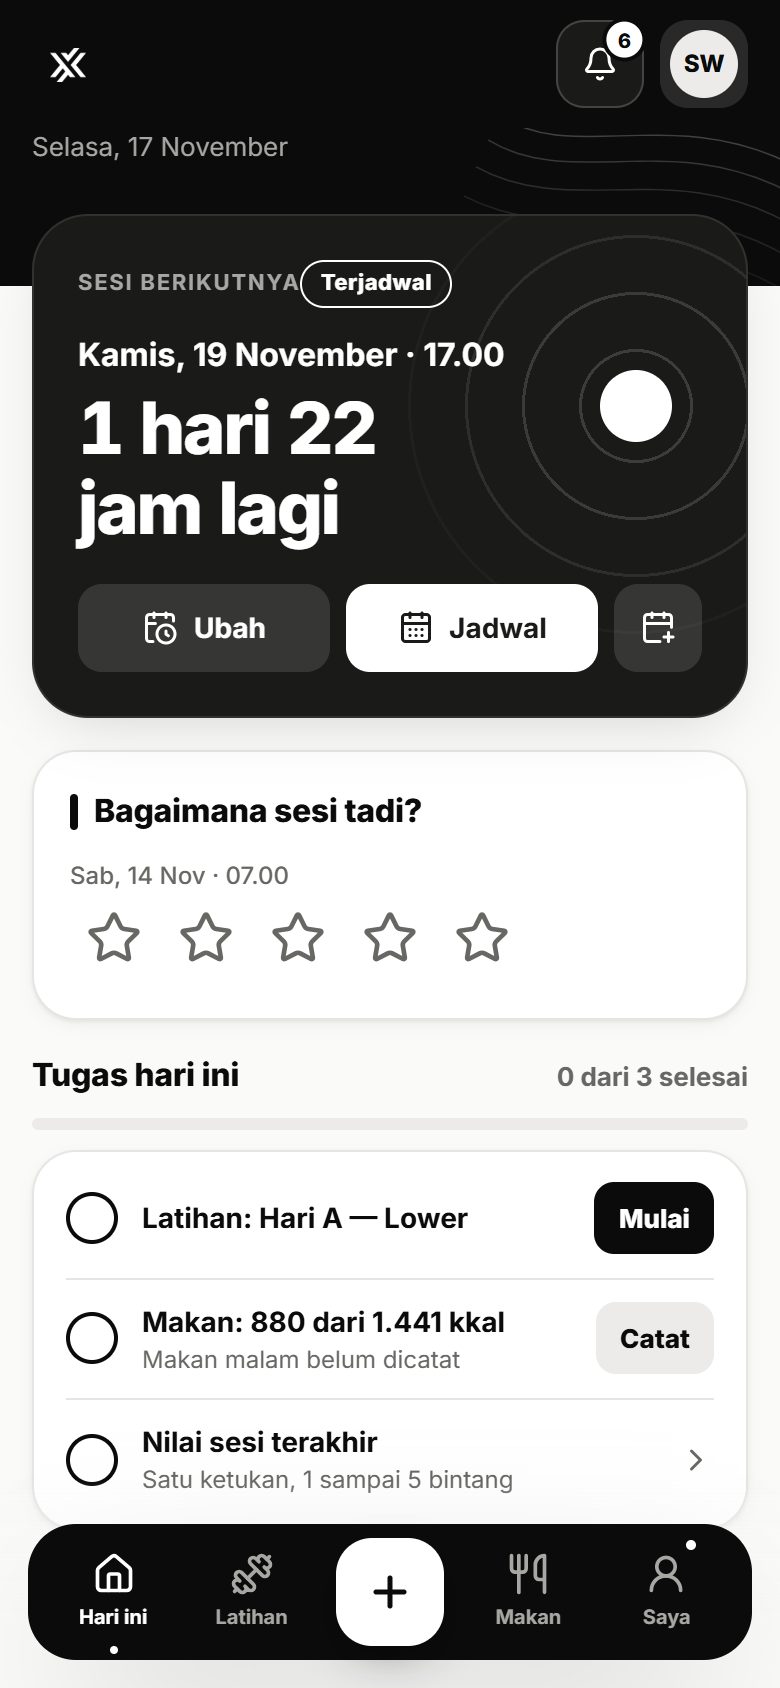 6
SW
Selasa, 17 November
SESI BERIKUTNYA Terjadwal
Kamis, 19 November · 17.00
1 hari 22
jam lagi
Ubah
Jadwal
Bagaimana sesi tadi?
Sab, 14 Nov · 07.00
Tugas hari ini
0 dari 3 selesai
Latihan: Hari A — Lower
Mulai
Makan: 880 dari 1.441 kkal
Makan malam belum dicatat
Catat
Nilai sesi terakhir
Satu ketukan, 1 sampai 5 bintang
Hari ini
Latihan
Makan
Saya